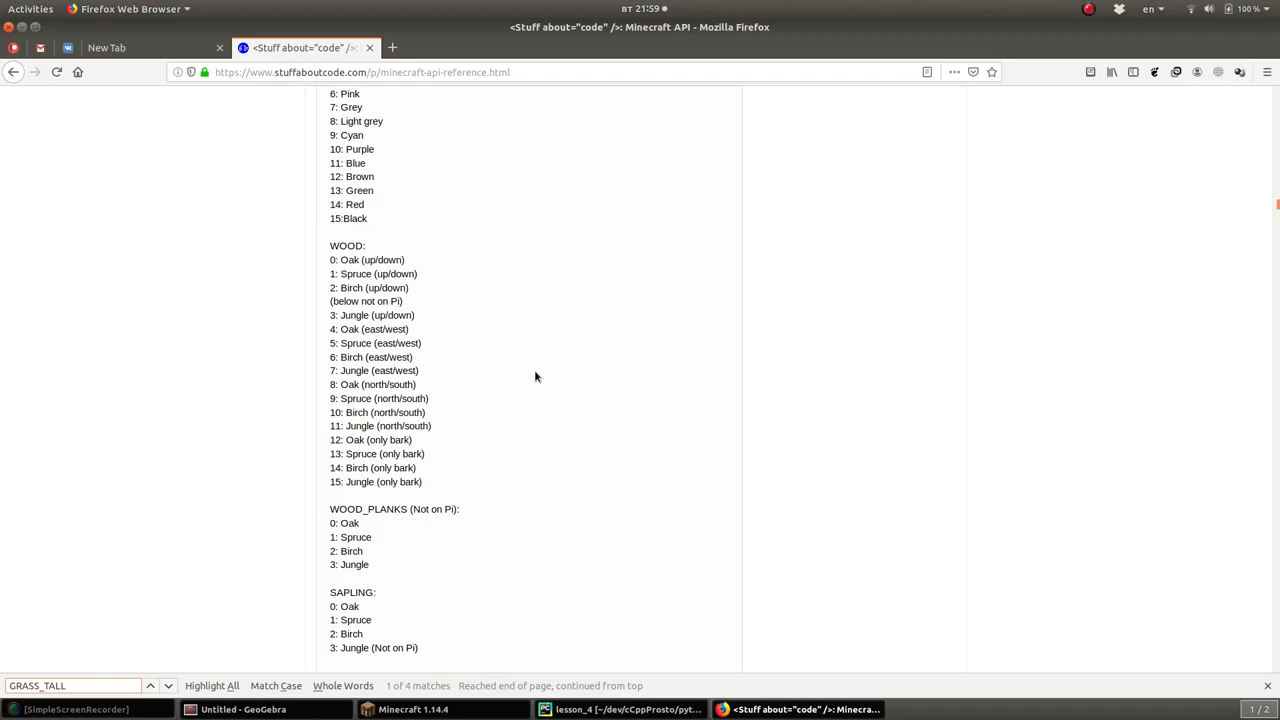 Activities
Firefox Web Browser
вт 21:59
en
100 %
<Stuff about="code" />: Minecraft API - Mozilla Firefox
New Tab
<Stuff about="code" />:
https://www.stuffaboutcode.com/p/minecraft-api-reference.html
6: Pink
7: Grey
8: Light grey
9: Cyan
10: Purple
11: Blue
12: Brown
13: Green
14: Red
15:Black
WOOD:
0: Oak (up/down)
1: Spruce (up/down)
2: Birch (up/down)
(below not on Pi)
3: Jungle (up/down)
4: Oak (east/west)
5: Spruce (east/west)
6: Birch (east/west)
7: Jungle (east/west)
8: Oak (north/south)
9: Spruce (north/south)
10: Birch (north/south)
11: Jungle (north/south)
12: Oak (only bark)
13: Spruce (only bark)
14: Birch (only bark)
15: Jungle (only bark)
WOOD_PLANKS (Not on Pi):
0: Oak
1: Spruce
2: Birch
3: Jungle
SAPLING:
0: Oak
1: Spruce
2: Birch
3: Jungle (Not on Pi)
GRASS_TALL
Highlight All
Match Case
Whole Words
1 of 4 matches
Reached end of page, continued from top
[SimpleScreenRecorder]
Untitled - GeoGebra
Minecraft 1.14.4
lesson_4 [~/dev/cCppProsto/pyt...
<Stuff about="code" />: Minecra...
1 / 2